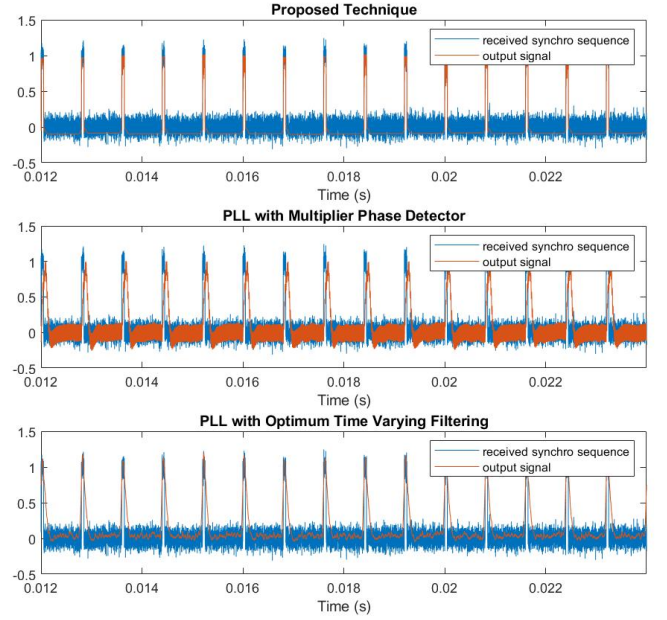 Proposed Technique
1.5
received synchro sequence
output signal
1
0.5
0
-0.5
0.012
0.014
0.016
0.018
0.02
0.022
Time (s)
PLL with Multiplier Phase Detector
1.5
received synchro sequence
output signal
1
0.5
0
-0.5
0.012
0.014
0.016
0.018
0.02
0.022
Time (s)
PLL with Optimum Time Varying Filtering
1.5
received synchro sequence
output signal
1
0.5
0
-0.5
0.012
0.014
0.016
0.018
0.02
0.022
Time (s)